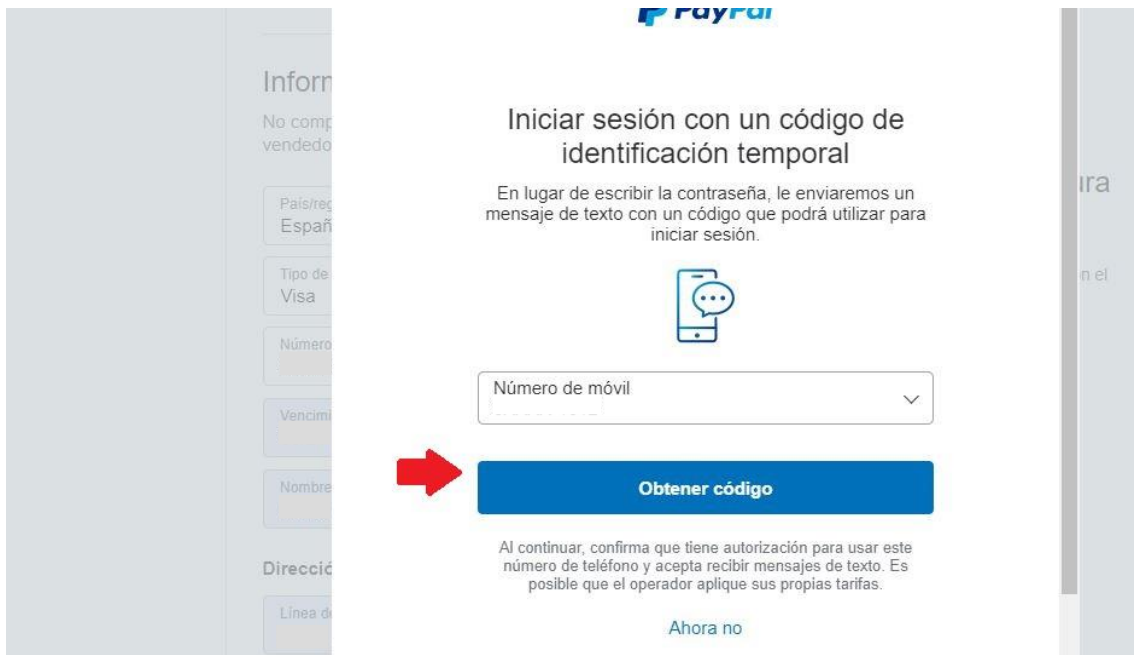 PayPal
Iniciar sesión con un código de
identificación temporal
En lugar de escribir la contraseña, le enviaremos un
mensaje de texto con un código que podrá utilizar para
iniciar sesión.
Número de móvil
Obtener código
Al continuar, confirma que tiene autorización para usar este
número de teléfono y acepta recibir mensajes de texto. Es
posible que el operador aplique sus propias tarifas.
Ahora no
Inform
No comp
vendedo
País/reg
Españ
Tipo de
Visa
Número
Vencimi
Nombre
Direcció
Línea de
ura
n el